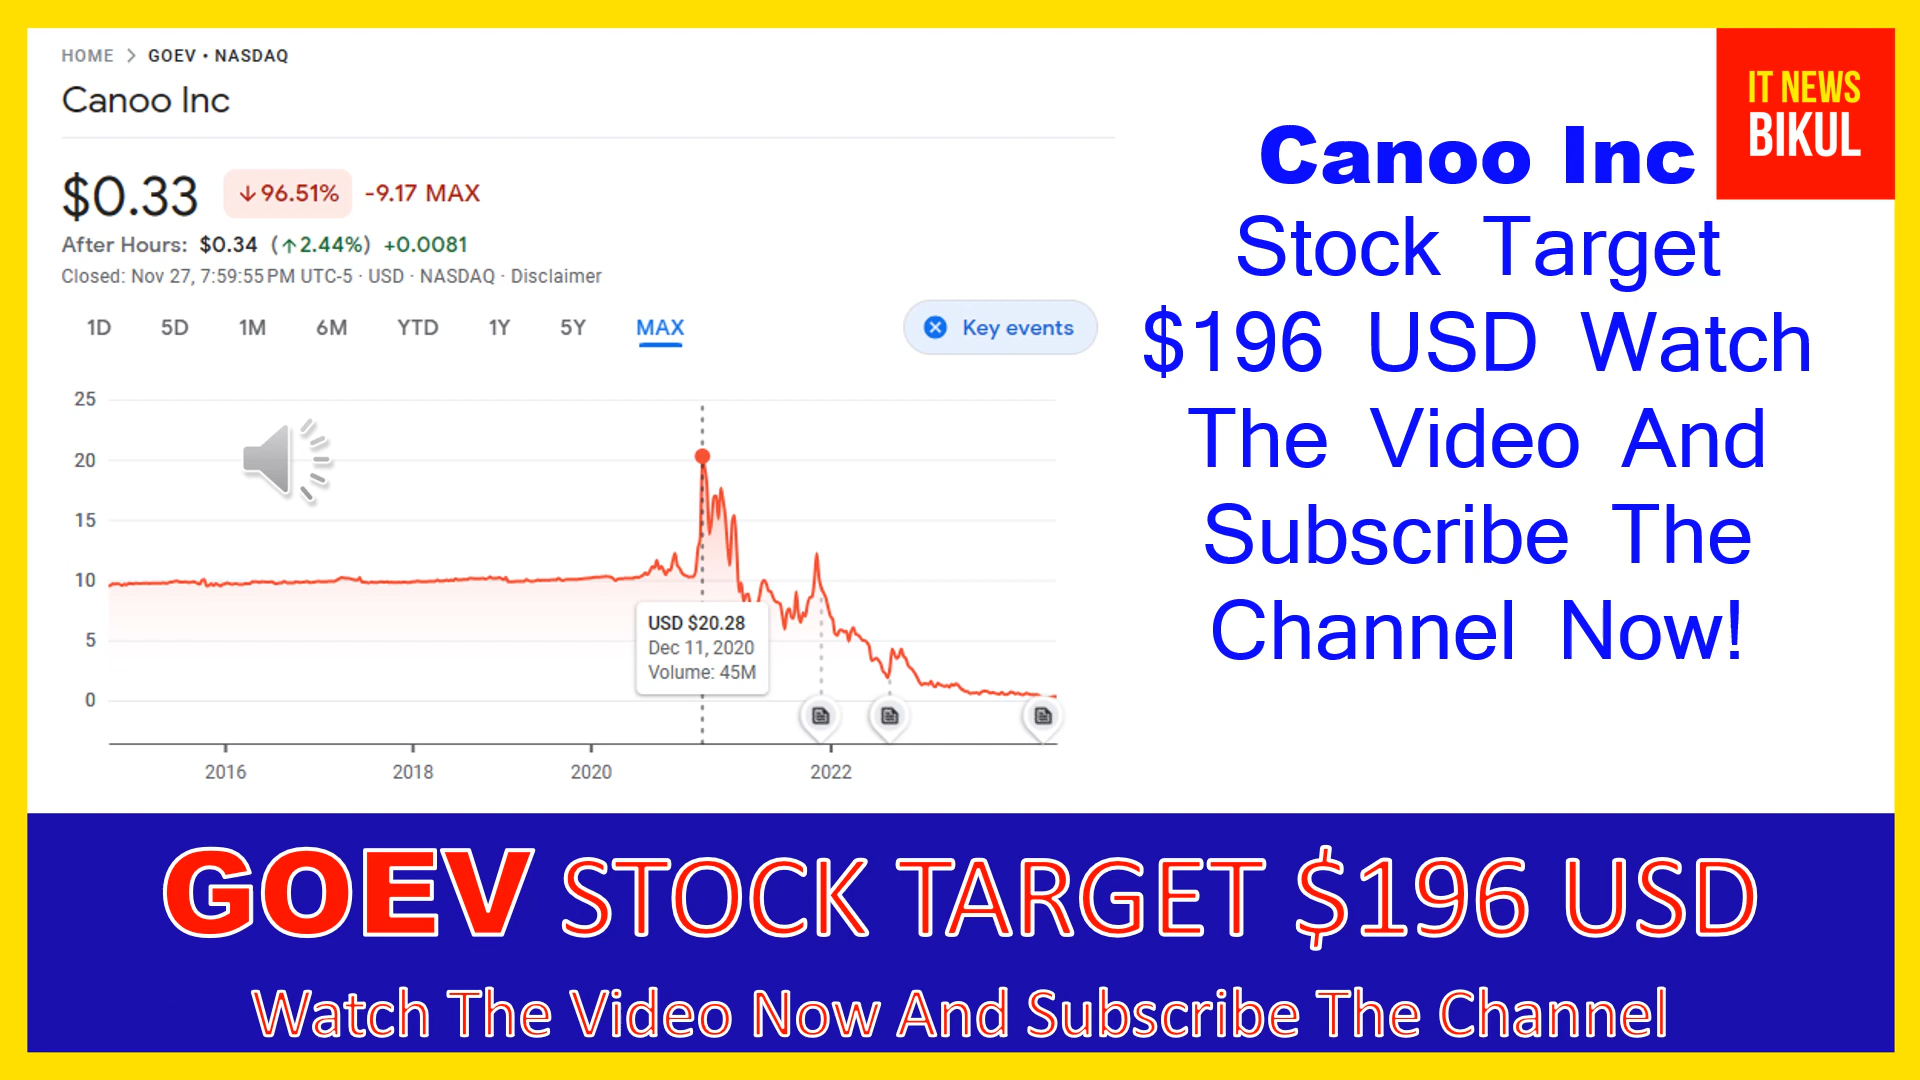 HOME > GOEV • NASDAQ
Canoo Inc
$0.33 ↓96.51% -9.17 MAX
After Hours: $0.34 (↑2.44%) +0.0081
Closed: Nov 27, 7:59:55 PM UTC-5 · USD · NASDAQ · Disclaimer
1D 5D 1M 6M YTD 1Y 5Y MAX
Key events
25
20
15
10
5
0
USD $20.28
Dec 11, 2020
Volume: 45M
2016 2018 2020 2022
IT NEWS
BIKUL
Canoo Inc
Stock Target
$196 USD Watch
The Video And
Subscribe The
Channel Now!
GOEV STOCK TARGET $196 USD
Watch The Video Now And Subscribe The Channel